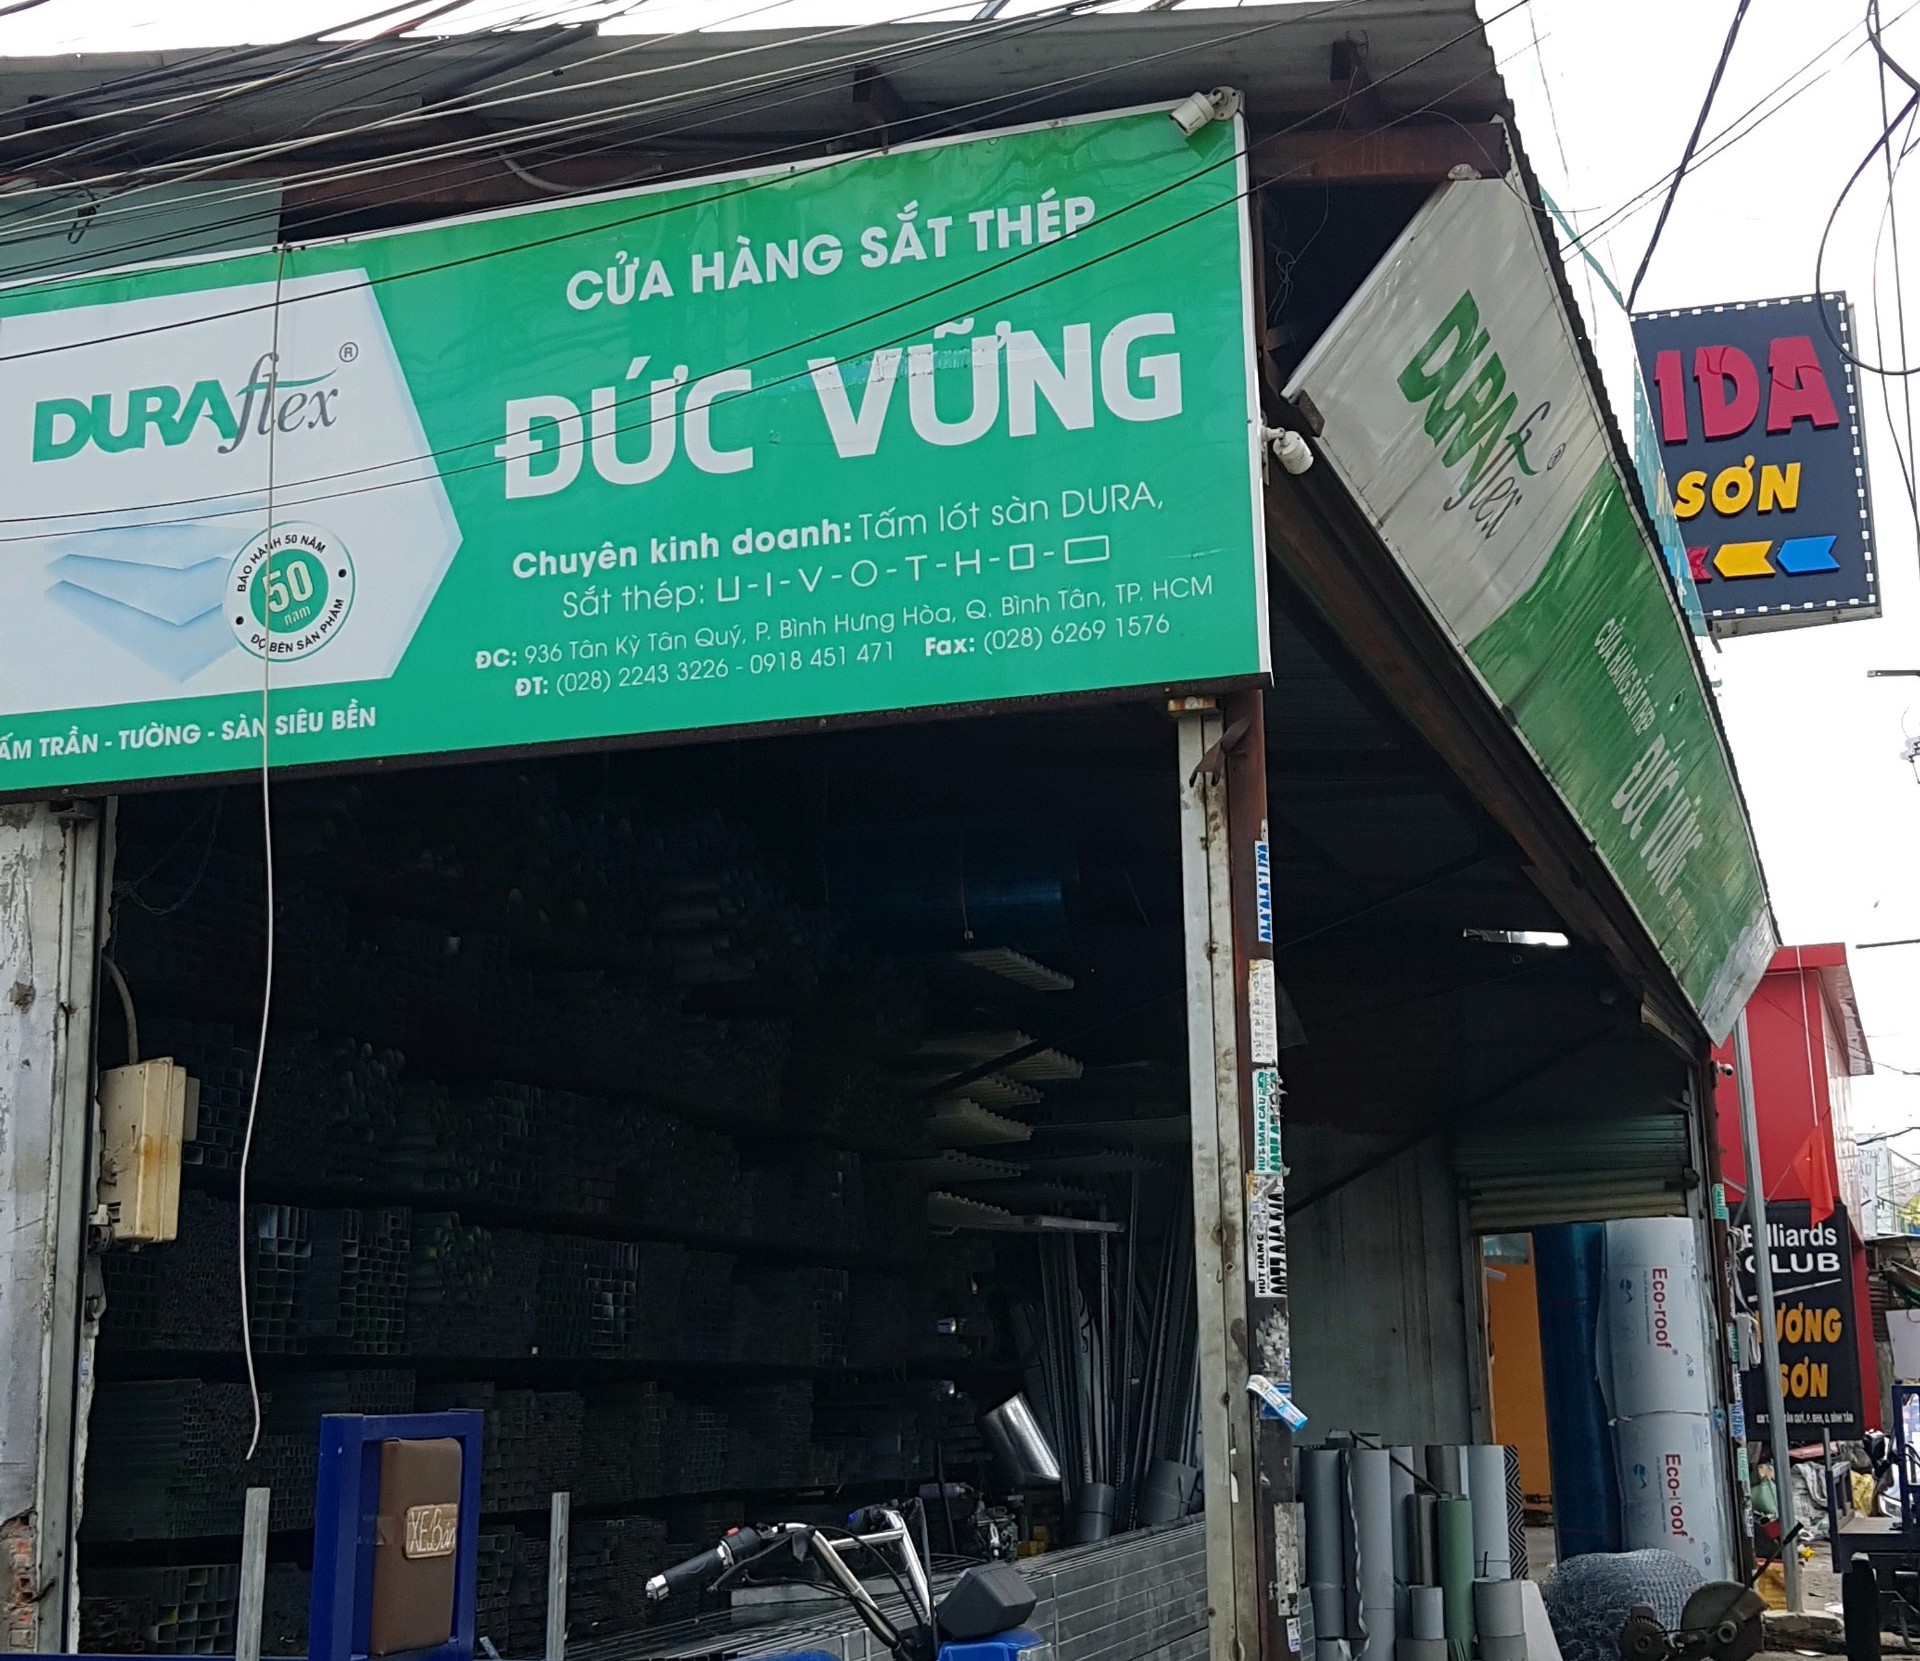 CỬA HÀNG SẮT THÉP
ĐỨC VỮNG
DURAflex®
Chuyên kinh doanh: Tấm lót sàn DURA,
Sắt thép: U-I-V-O-T-H-□-▭
ĐC: 936 Tân Kỳ Tân Quý, P. Bình Hưng Hòa, Q. Bình Tân, TP. HCM
ĐT: (028) 2243 3226 - 0918 451 471 Fax: (028) 6269 1576
BẢO HÀNH 50 NĂM
50
năm
ĐỘ BỀN SẢN PHẨM
ẤM TRẦN - TƯỜNG - SÀN SIÊU BỀN
DURAflex®
CỬA HÀNG SẮT THÉP
ĐỨC VỮNG
IDA
SƠN
Eco-roof
Eco-roof
Billiards
CLUB
ƯƠNG
SƠN
XE Bán